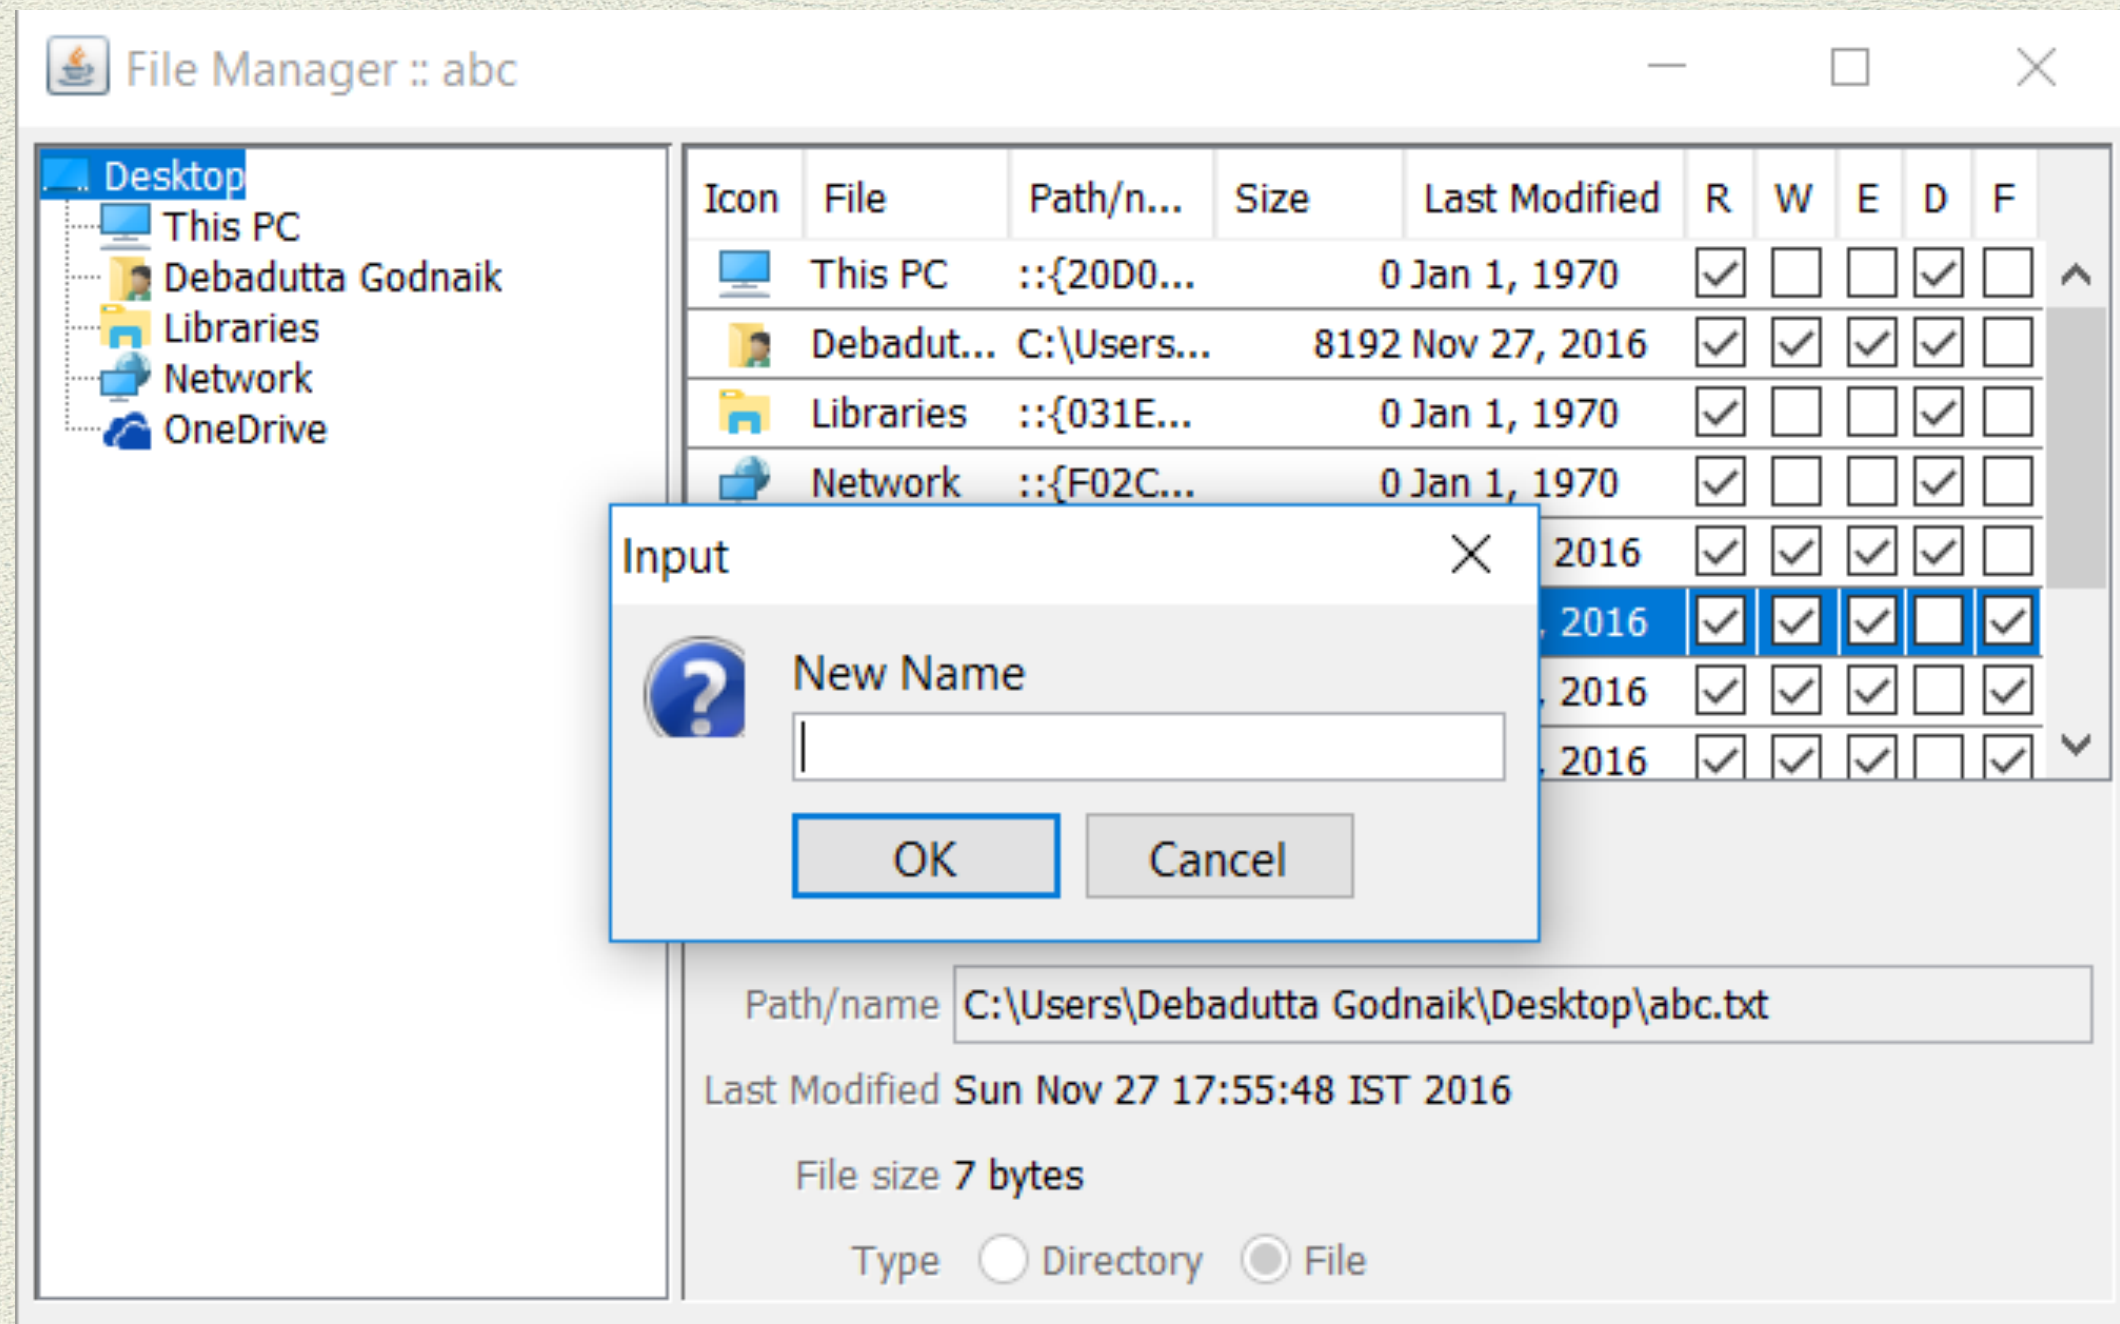 File Manager :: abc
Desktop
This PC
Debadutta Godnaik
Libraries
Network
OneDrive
Icon File Path/n... Size Last Modified R W E D F
This PC ::{20D0... 0 Jan 1, 1970
Debadut... C:\Users... 8192 Nov 27, 2016
Libraries ::{031E... 0 Jan 1, 1970
Network ::{F02C... 0 Jan 1, 1970
2016
, 2016
, 2016
, 2016
Input
New Name
OK Cancel
Path/name C:\Users\Debadutta Godnaik\Desktop\abc.txt
Last Modified Sun Nov 27 17:55:48 IST 2016
File size 7 bytes
Type Directory File